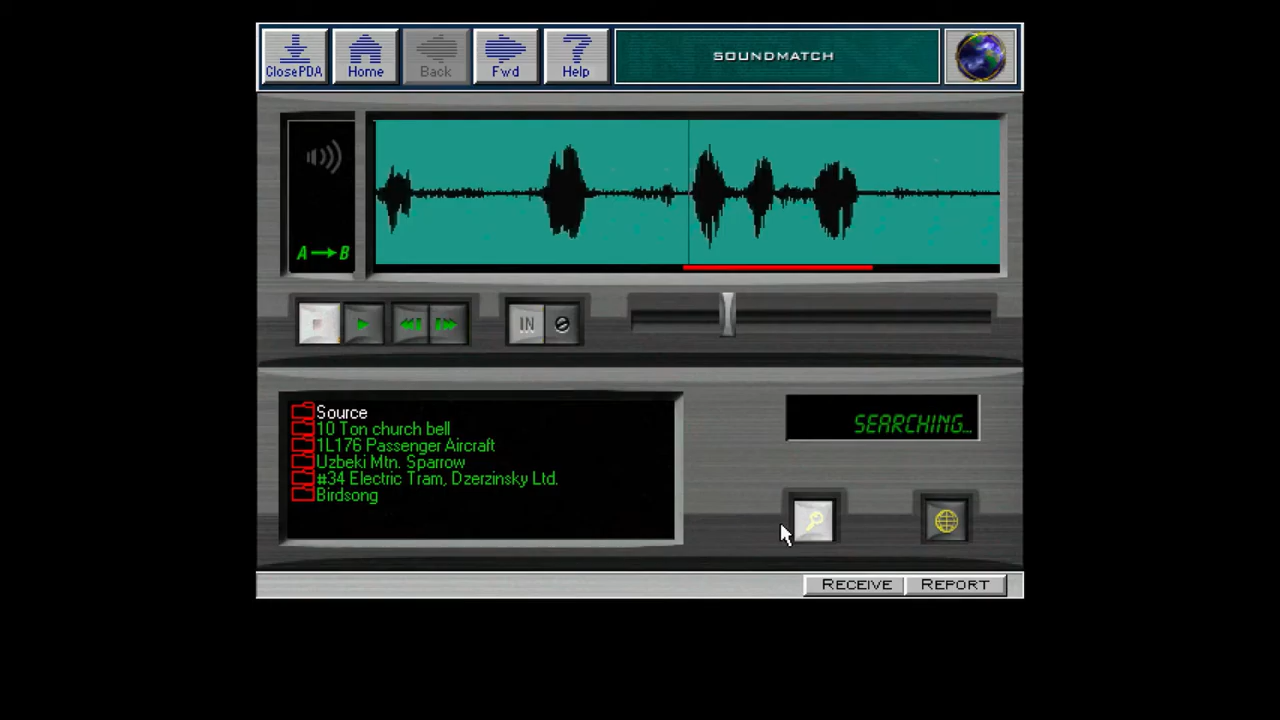 ClosePDA Home Back Fwd Help SOUNDMATCH
A→B
IN
Source
10 Ton church bell
1L176 Passenger Aircraft
Uzbeki Mtn. Sparrow
#34 Electric Tram, Dzerzinsky Ltd.
Birdsong
SEARCHING...
RECEIVE REPORT